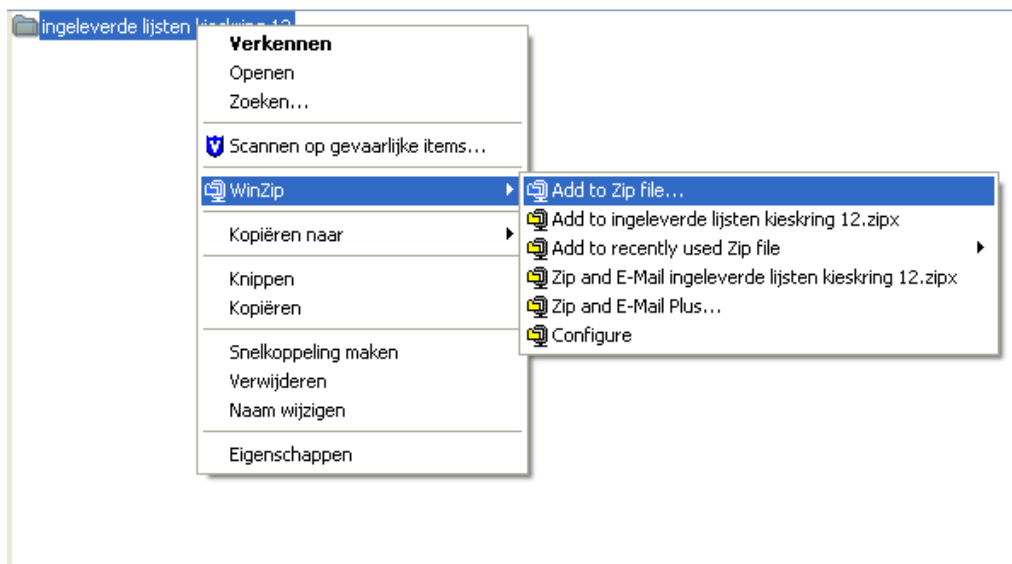 ingeleverde lijsten kieskring 12
Verkennen
Openen
Zoeken...
Scannen op gevaarlijke items...
WinZip
Kopiëren naar
Knippen
Kopiëren
Snelkoppeling maken
Verwijderen
Naam wijzigen
Eigenschappen
Add to Zip file...
Add to ingeleverde lijsten kieskring 12.zipx
Add to recently used Zip file
Zip and E-Mail ingeleverde lijsten kieskring 12.zipx
Zip and E-Mail Plus...
Configure